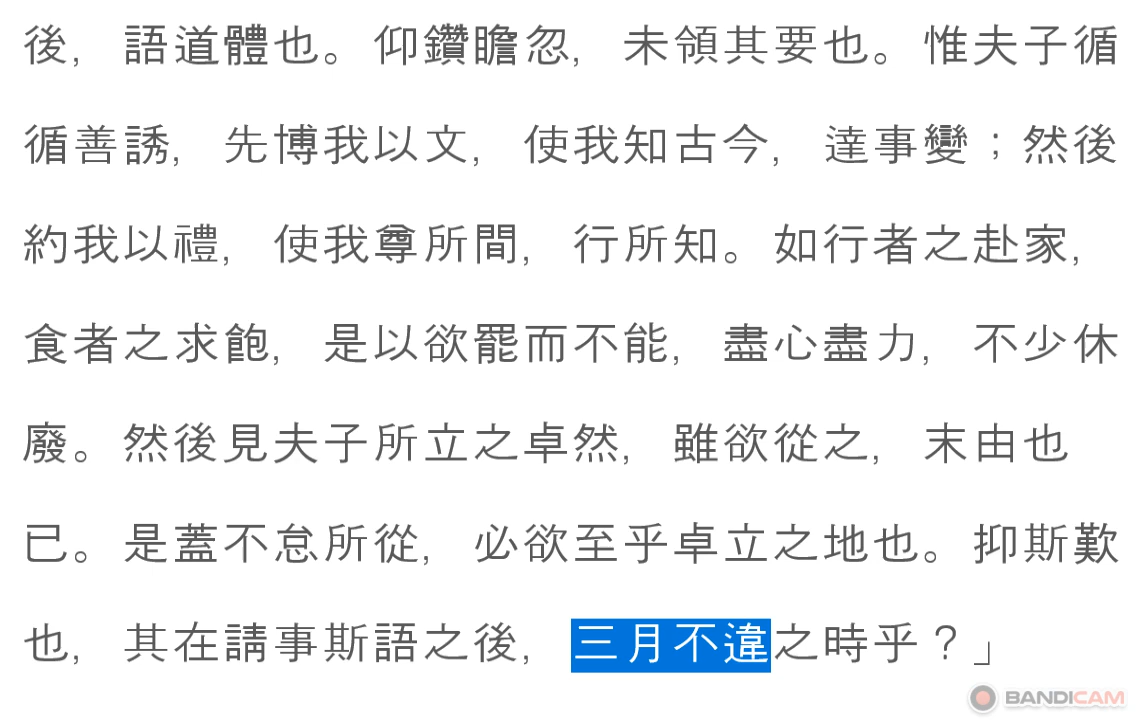 後，語道體也。仰鑽瞻忽，未領其要也。惟夫子循
循善誘，先博我以文，使我知古今，達事變；然後
約我以禮，使我尊所聞，行所知。如行者之赴家，
食者之求飽，是以欲罷而不能，盡心盡力，不少休
廢。然後見夫子所立之卓然，雖欲從之，末由也
已。是蓋不怠所從，必欲至乎卓立之地也。抑斯歎
也，其在請事斯語之後，三月不違之時乎？」
BANDICAM